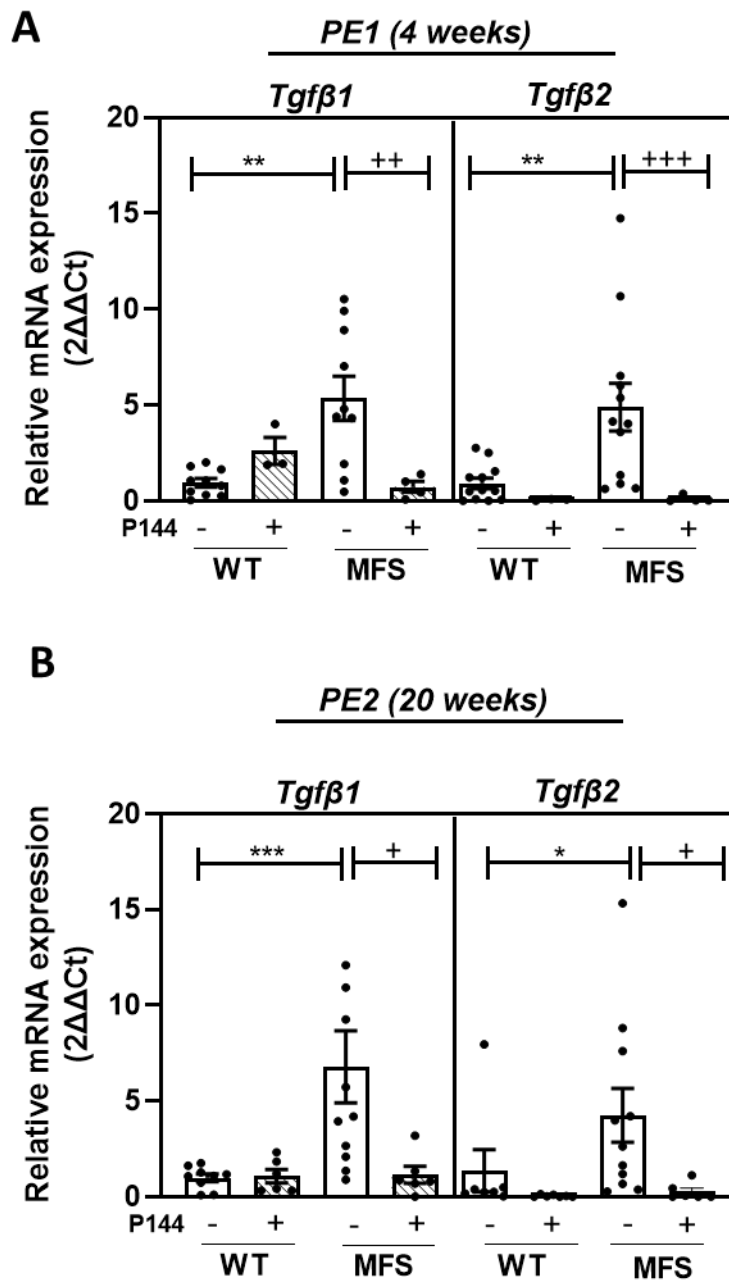 A
PE1 (4 weeks)
Tgfβ1 Tgfβ2
Relative mRNA expression
(2ΔΔCt)
20
15
10
5
0
** ++ ** +++
P144 - + - + - + - +
WT MFS WT MFS
B
PE2 (20 weeks)
Tgfβ1 Tgfβ2
Relative mRNA expression
(2ΔΔCt)
20
15
10
5
0
*** + * +
P144 - + - + - + - +
WT MFS WT MFS